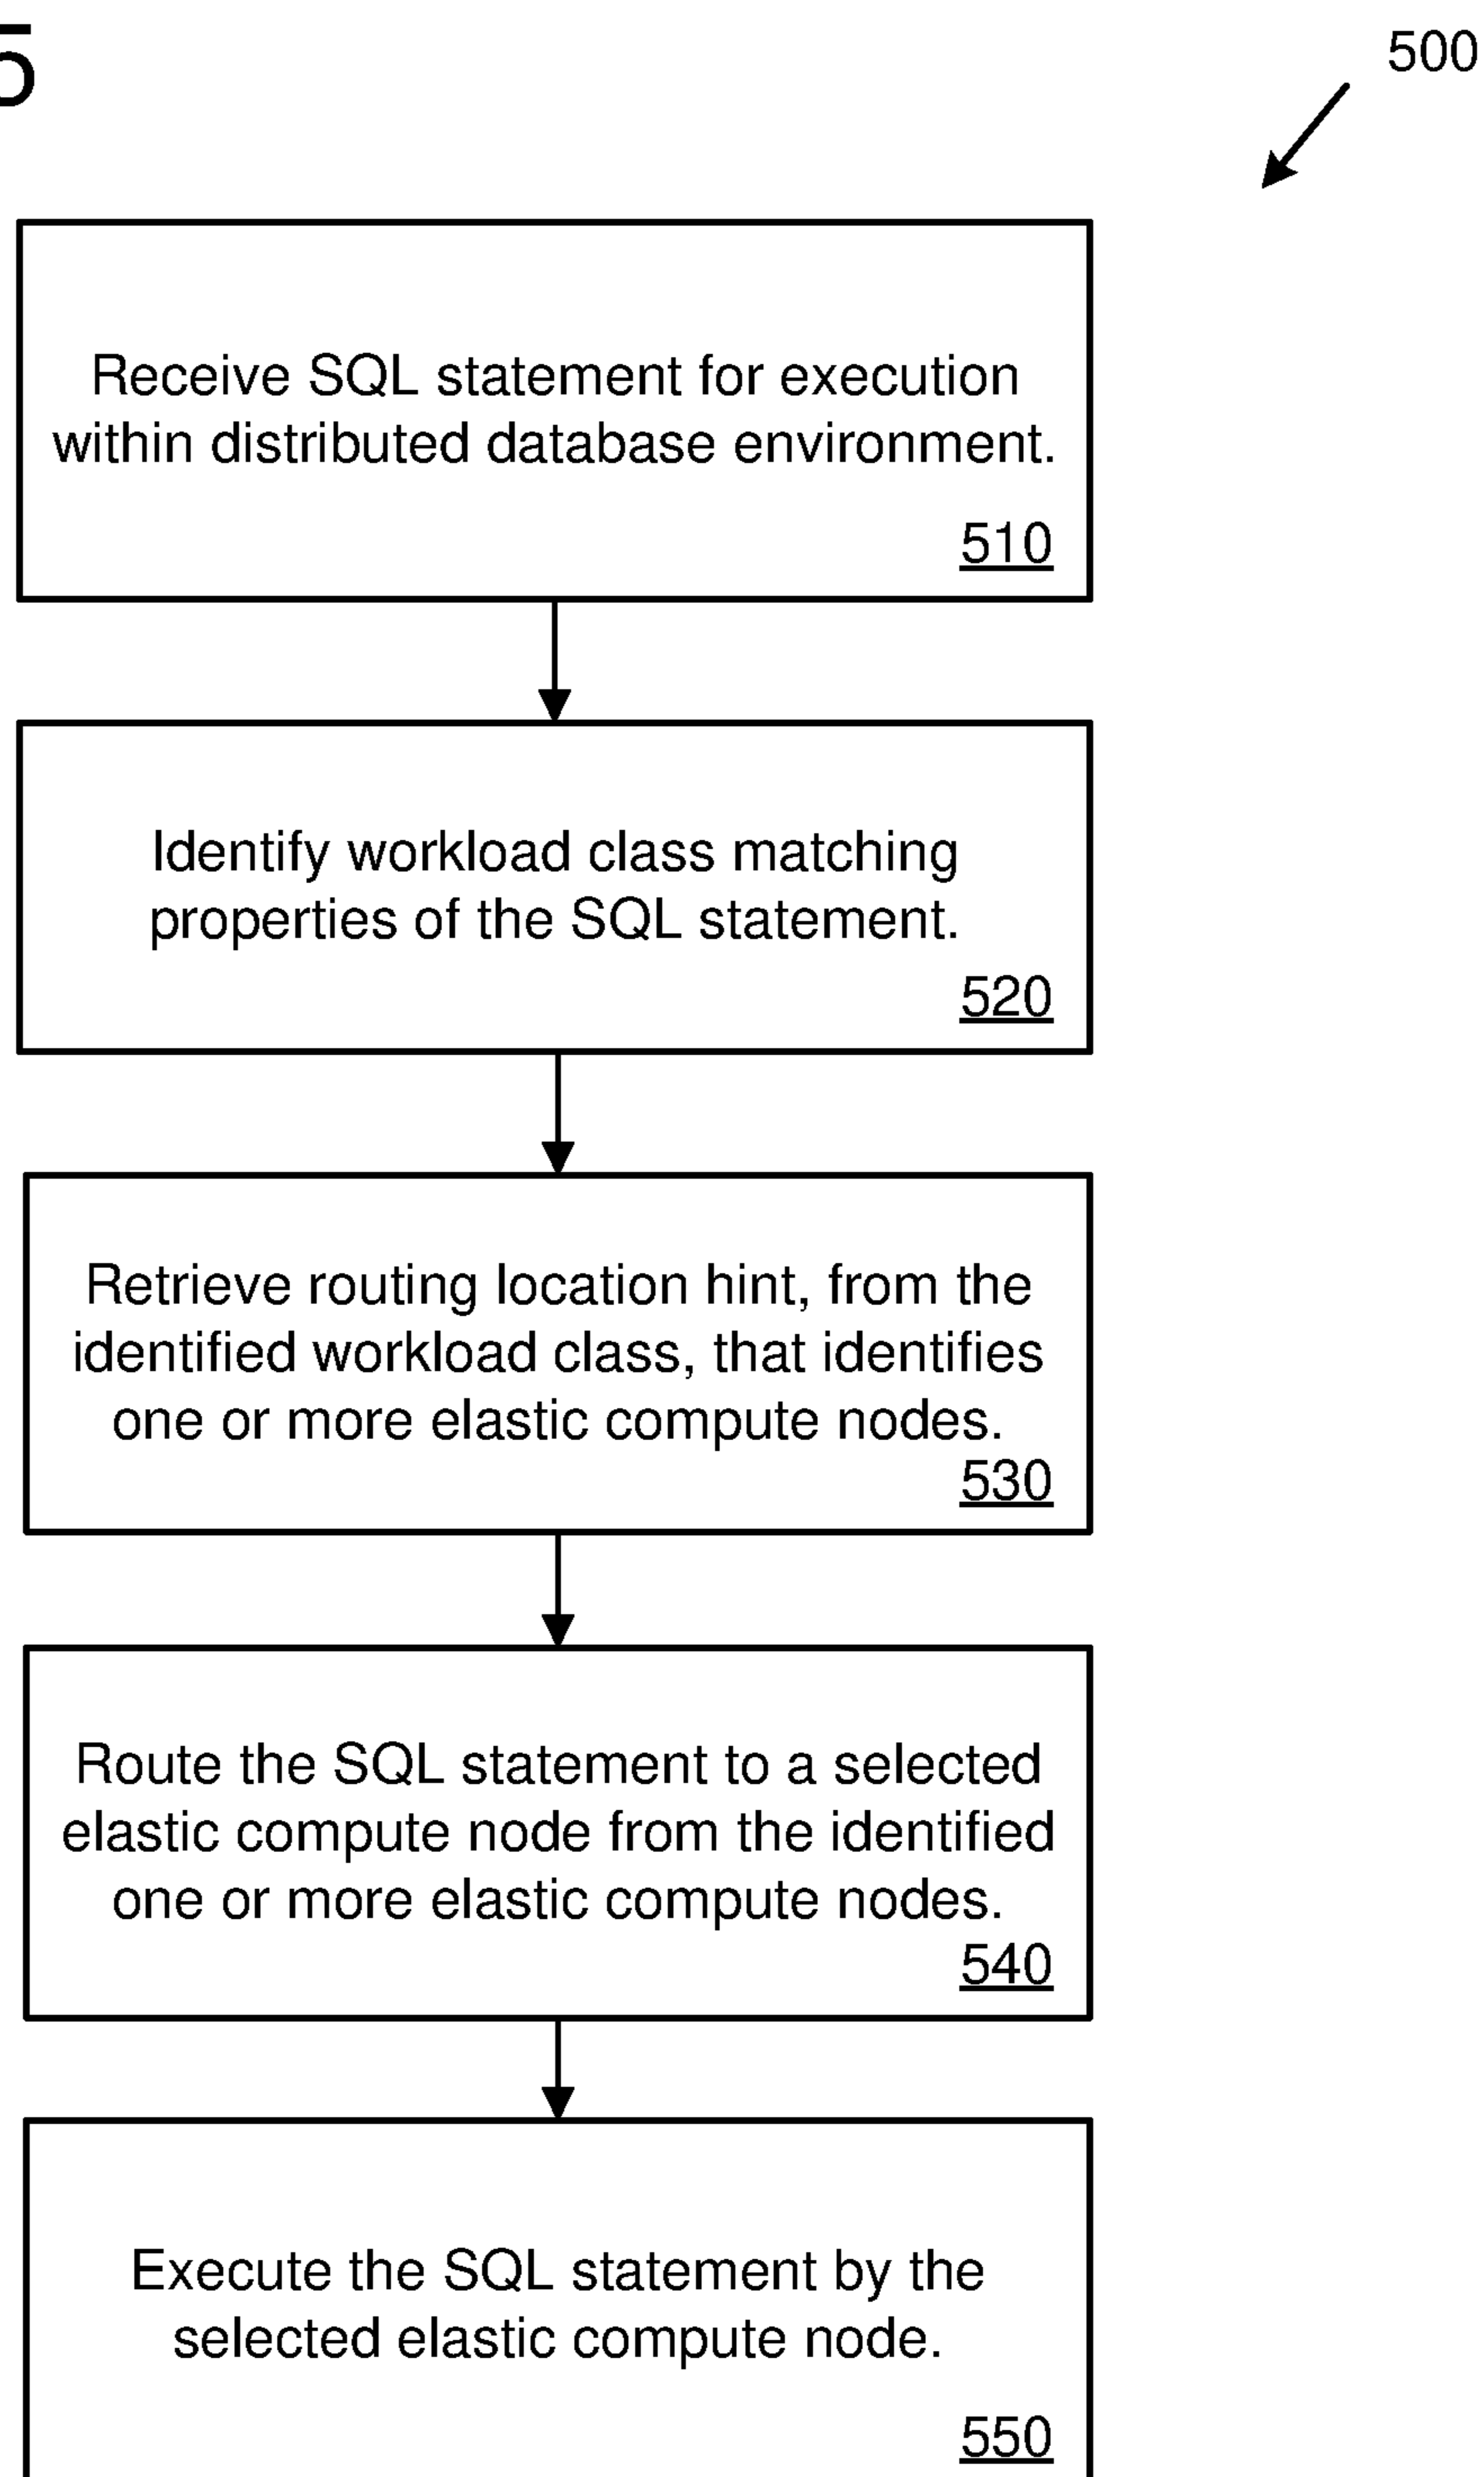 5
500
Receive SQL statement for execution
within distributed database environment.
510
Identify workload class matching
properties of the SQL statement.
520
Retrieve routing location hint, from the
identified workload class, that identifies
one or more elastic compute nodes.
530
Route the SQL statement to a selected
elastic compute node from the identified
one or more elastic compute nodes.
540
Execute the SQL statement by the
selected elastic compute node.
550